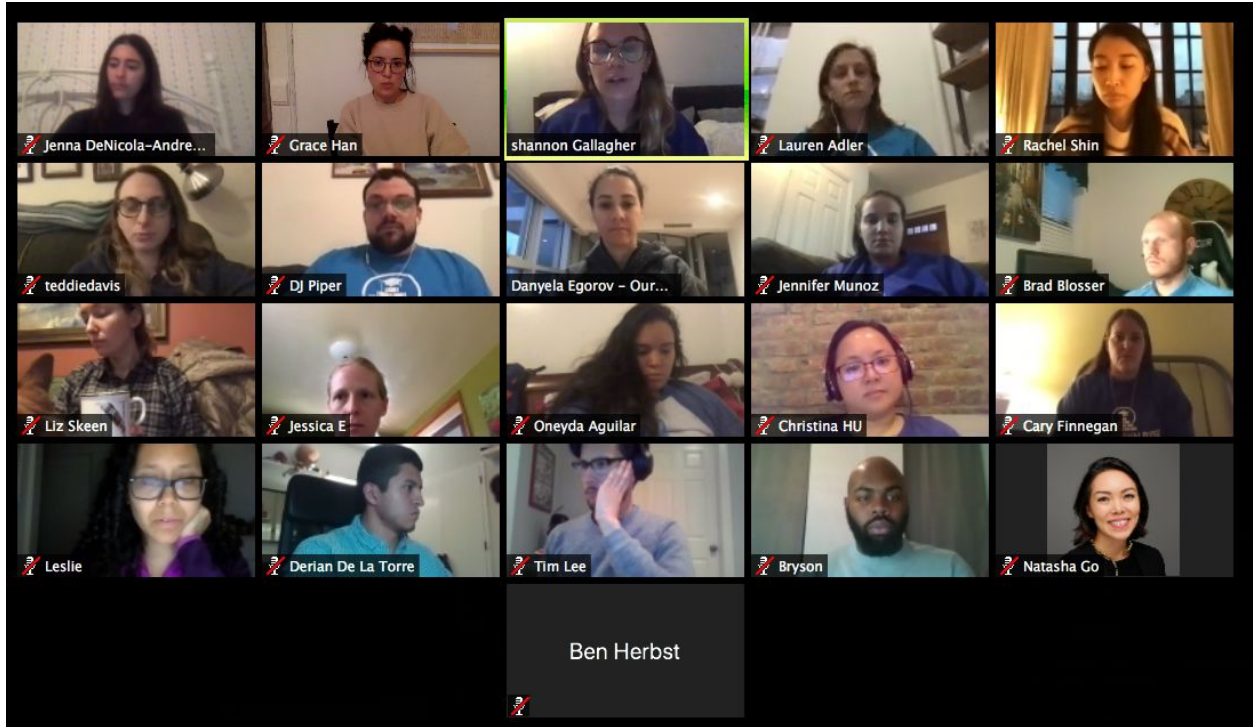 Jenna DeNicola-Andre...
Grace Han
shannon Gallagher
Lauren Adler
Rachel Shin
teddiedavis
DJ Piper
Danyela Egorov – Our...
Jennifer Munoz
Brad Blosser
Liz Skeen
Jessica E
Oneyda Aguilar
Christina HU
Cary Finnegan
Leslie
Derian De La Torre
Tim Lee
Bryson
Natasha Go
Ben Herbst